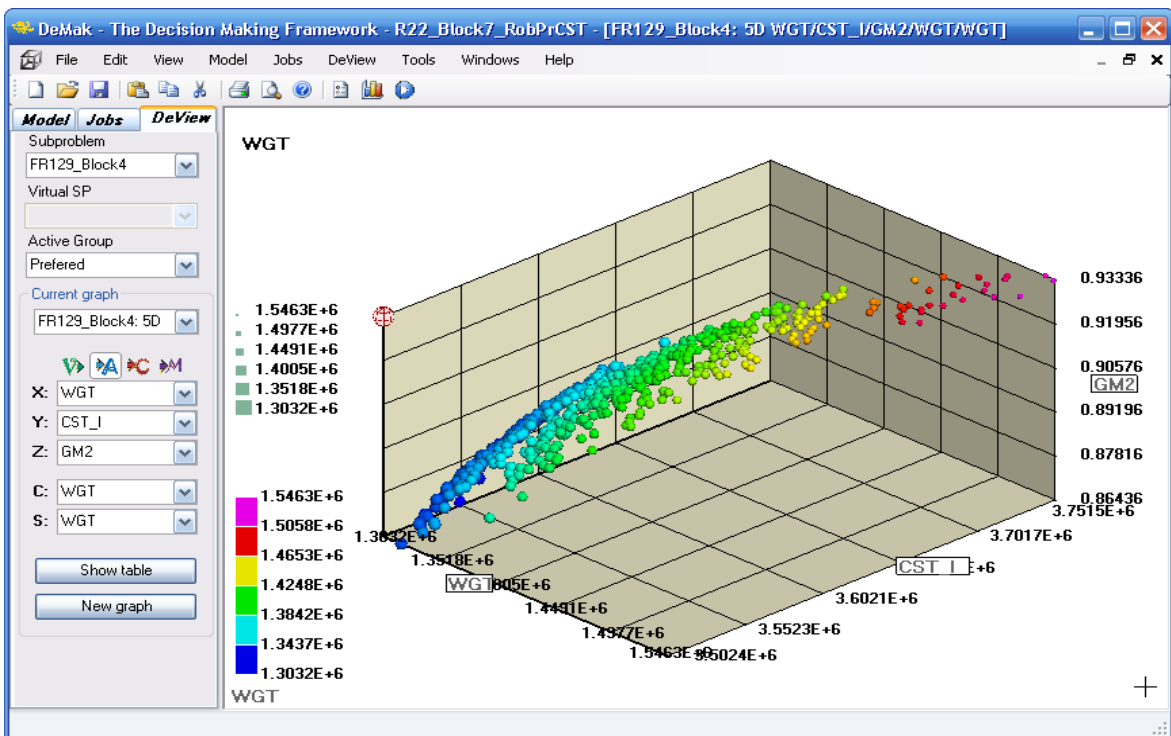 DeMak - The Decision Making Framework - R22_Block7_RobPrCST - [FR129_Block4: 5D WGT/CST_I/GM2/WGT/WGT]
File Edit View Model Jobs DeView Tools Windows Help
Model Jobs DeView
Subproblem
FR129_Block4
Virtual SP
Active Group
Prefered
Current graph
FR129_Block4: 5D
V A C M
X: WGT
Y: CST_I
Z: GM2
C: WGT
S: WGT
Show table
New graph
WGT
1.5463E+6
1.4977E+6
1.4491E+6
1.4005E+6
1.3518E+6
1.3032E+6
1.5463E+6
1.5058E+6
1.4653E+6
1.4248E+6
1.3842E+6
1.3437E+6
1.3032E+6
WGT
0.93336
0.91956
0.90576
GM2
0.89196
0.87816
0.86436
3.7515E+6
3.7017E+6
CST_I E+6
3.6021E+6
3.5523E+6
3.5024E+6
1.3032E+6
1.3518E+6
WGT 005E+6
1.4491E+6
1.4977E+6
1.5463E+6